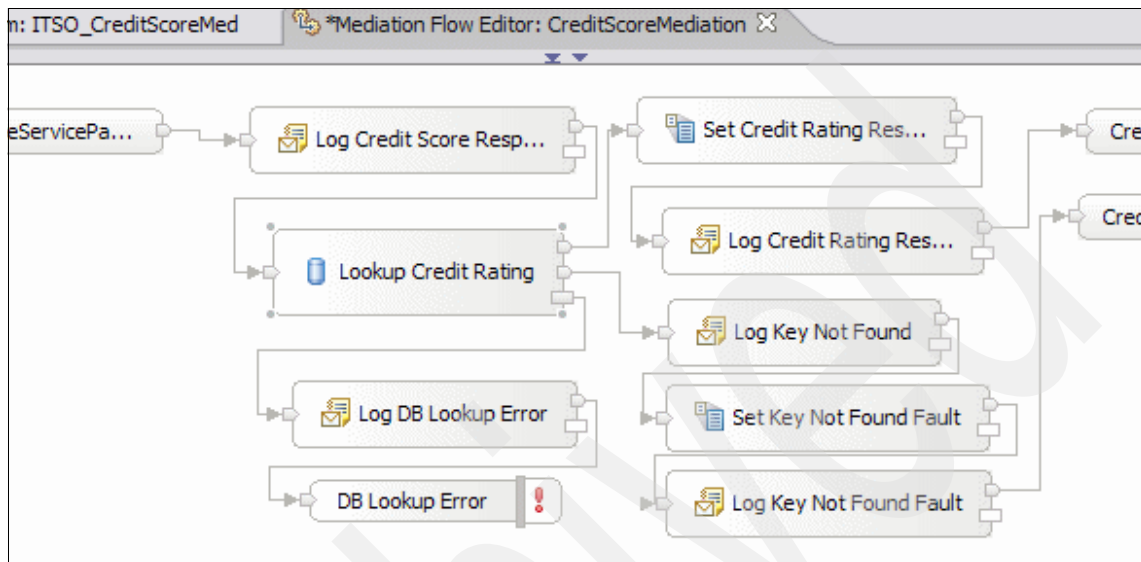 n: ITSO_CreditScoreMed
*Mediation Flow Editor: CreditScoreMediation
eServicePa...
Log Credit Score Resp...
Set Credit Rating Res...
Cre
Log Credit Rating Res...
Cred
Lookup Credit Rating
Log Key Not Found
Log DB Lookup Error
Set Key Not Found Fault
DB Lookup Error
Log Key Not Found Fault